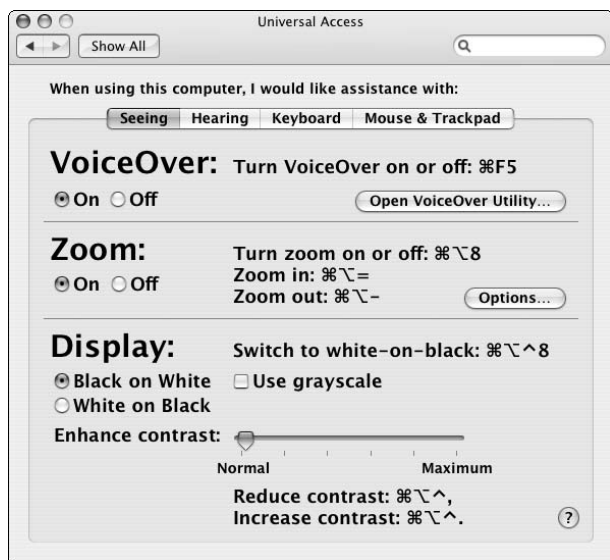 Universal Access
Show All
When using this computer, I would like assistance with:
Seeing Hearing Keyboard Mouse & Trackpad
VoiceOver: Turn VoiceOver on or off: ⌘F5
On Off Open VoiceOver Utility...
Zoom: Turn zoom on or off: ⌘⌥8
On Off Zoom in: ⌘⌥=
Zoom out: ⌘⌥- Options...
Display: Switch to white-on-black: ⌘⌥^8
Black on White Use grayscale
White on Black
Enhance contrast:
Normal Maximum
Reduce contrast: ⌘⌥^,
Increase contrast: ⌘⌥^.
?